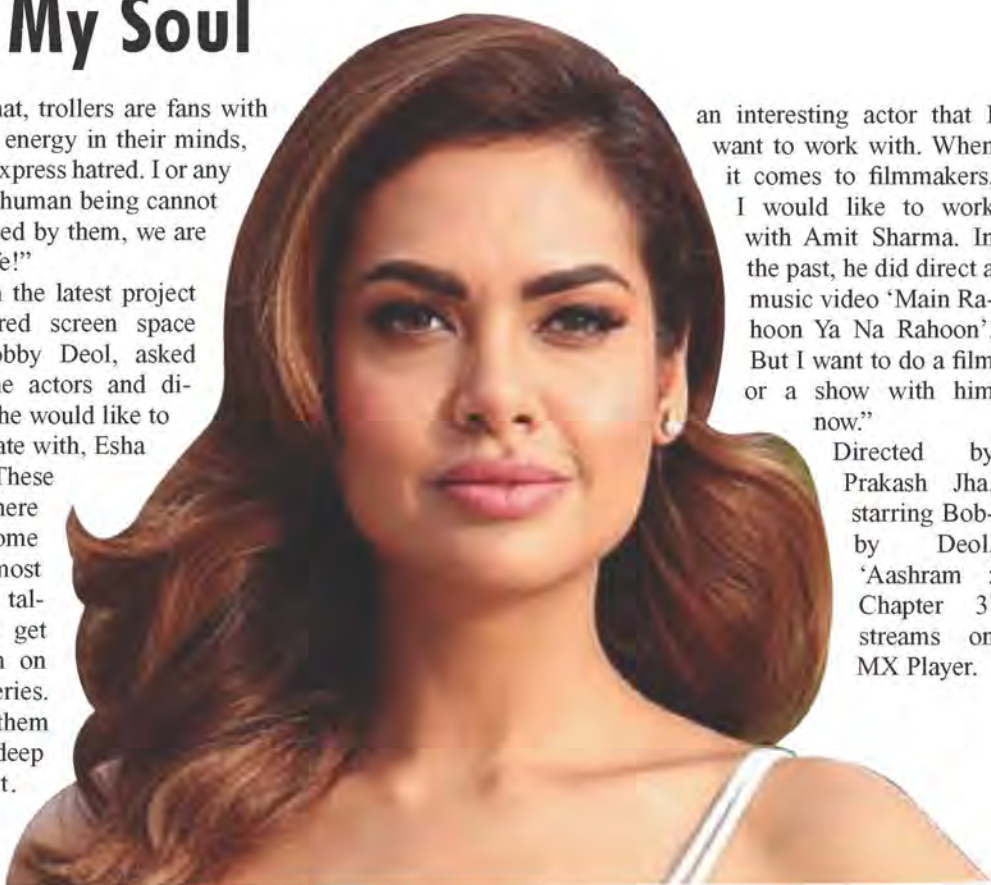 My Soul
hat, trollers are fans with
energy in their minds,
xpress hatred. I or any
human being cannot
ed by them, we are
e!”
the latest project
red screen space
obby Deol, asked
e actors and di-
he would like to
ate with, Esha
These
here
ome
most
tal-
get
n on
eries.
them
deep
t.
an interesting actor that I
want to work with. When
it comes to filmmakers,
I would like to work
with Amit Sharma. In
the past, he did direct a
music video ‘Main Ra-
hoon Ya Na Rahoon’.
But I want to do a film
or a show with him
now.”
Directed by
Prakash Jha,
starring Bob-
by Deol,
‘Aashram :
Chapter 3’
streams on
MX Player.